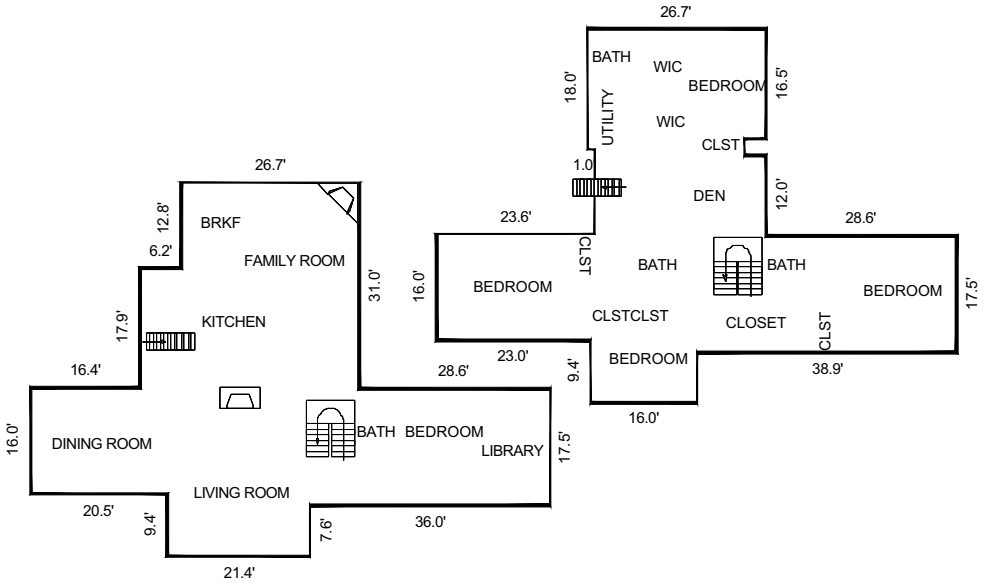 26.7'
BATH
WIC
BEDROOM
18.0'
16.5'
UTILITY
WIC
CLST
1.0
DEN
12.0'
23.6'
28.6'
CLST
BATH
BATH
16.0'
BEDROOM
BEDROOM
17.5'
CLSTCLST
CLOSET
CLST
23.0'
9.4'
BEDROOM
38.9'
16.0'
26.7'
12.8'
BRKF
6.2'
FAMILY ROOM
31.0'
17.9'
KITCHEN
16.4'
28.6'
16.0'
DINING ROOM
BATH
BEDROOM
LIBRARY
17.5'
LIVING ROOM
20.5'
9.4'
7.6'
36.0'
21.4'